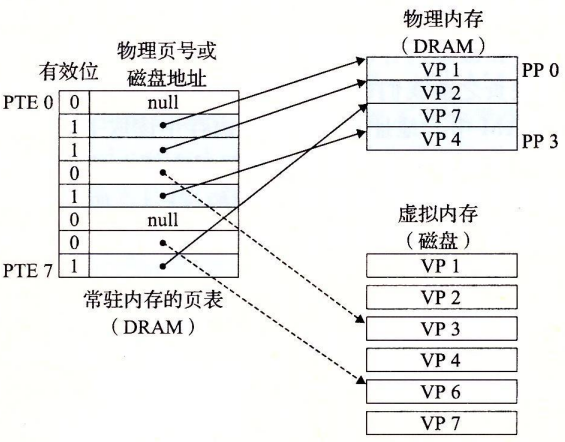 物理页号或
有效位 磁盘地址
PTE 0 0 null
1
1
0
1
0 null
0
PTE 7 1
常驻内存的页表
（DRAM）
物理内存
（DRAM）
VP 1 PP 0
VP 2
VP 7
VP 4 PP 3
虚拟内存
（磁盘）
VP 1
VP 2
VP 3
VP 4
VP 6
VP 7